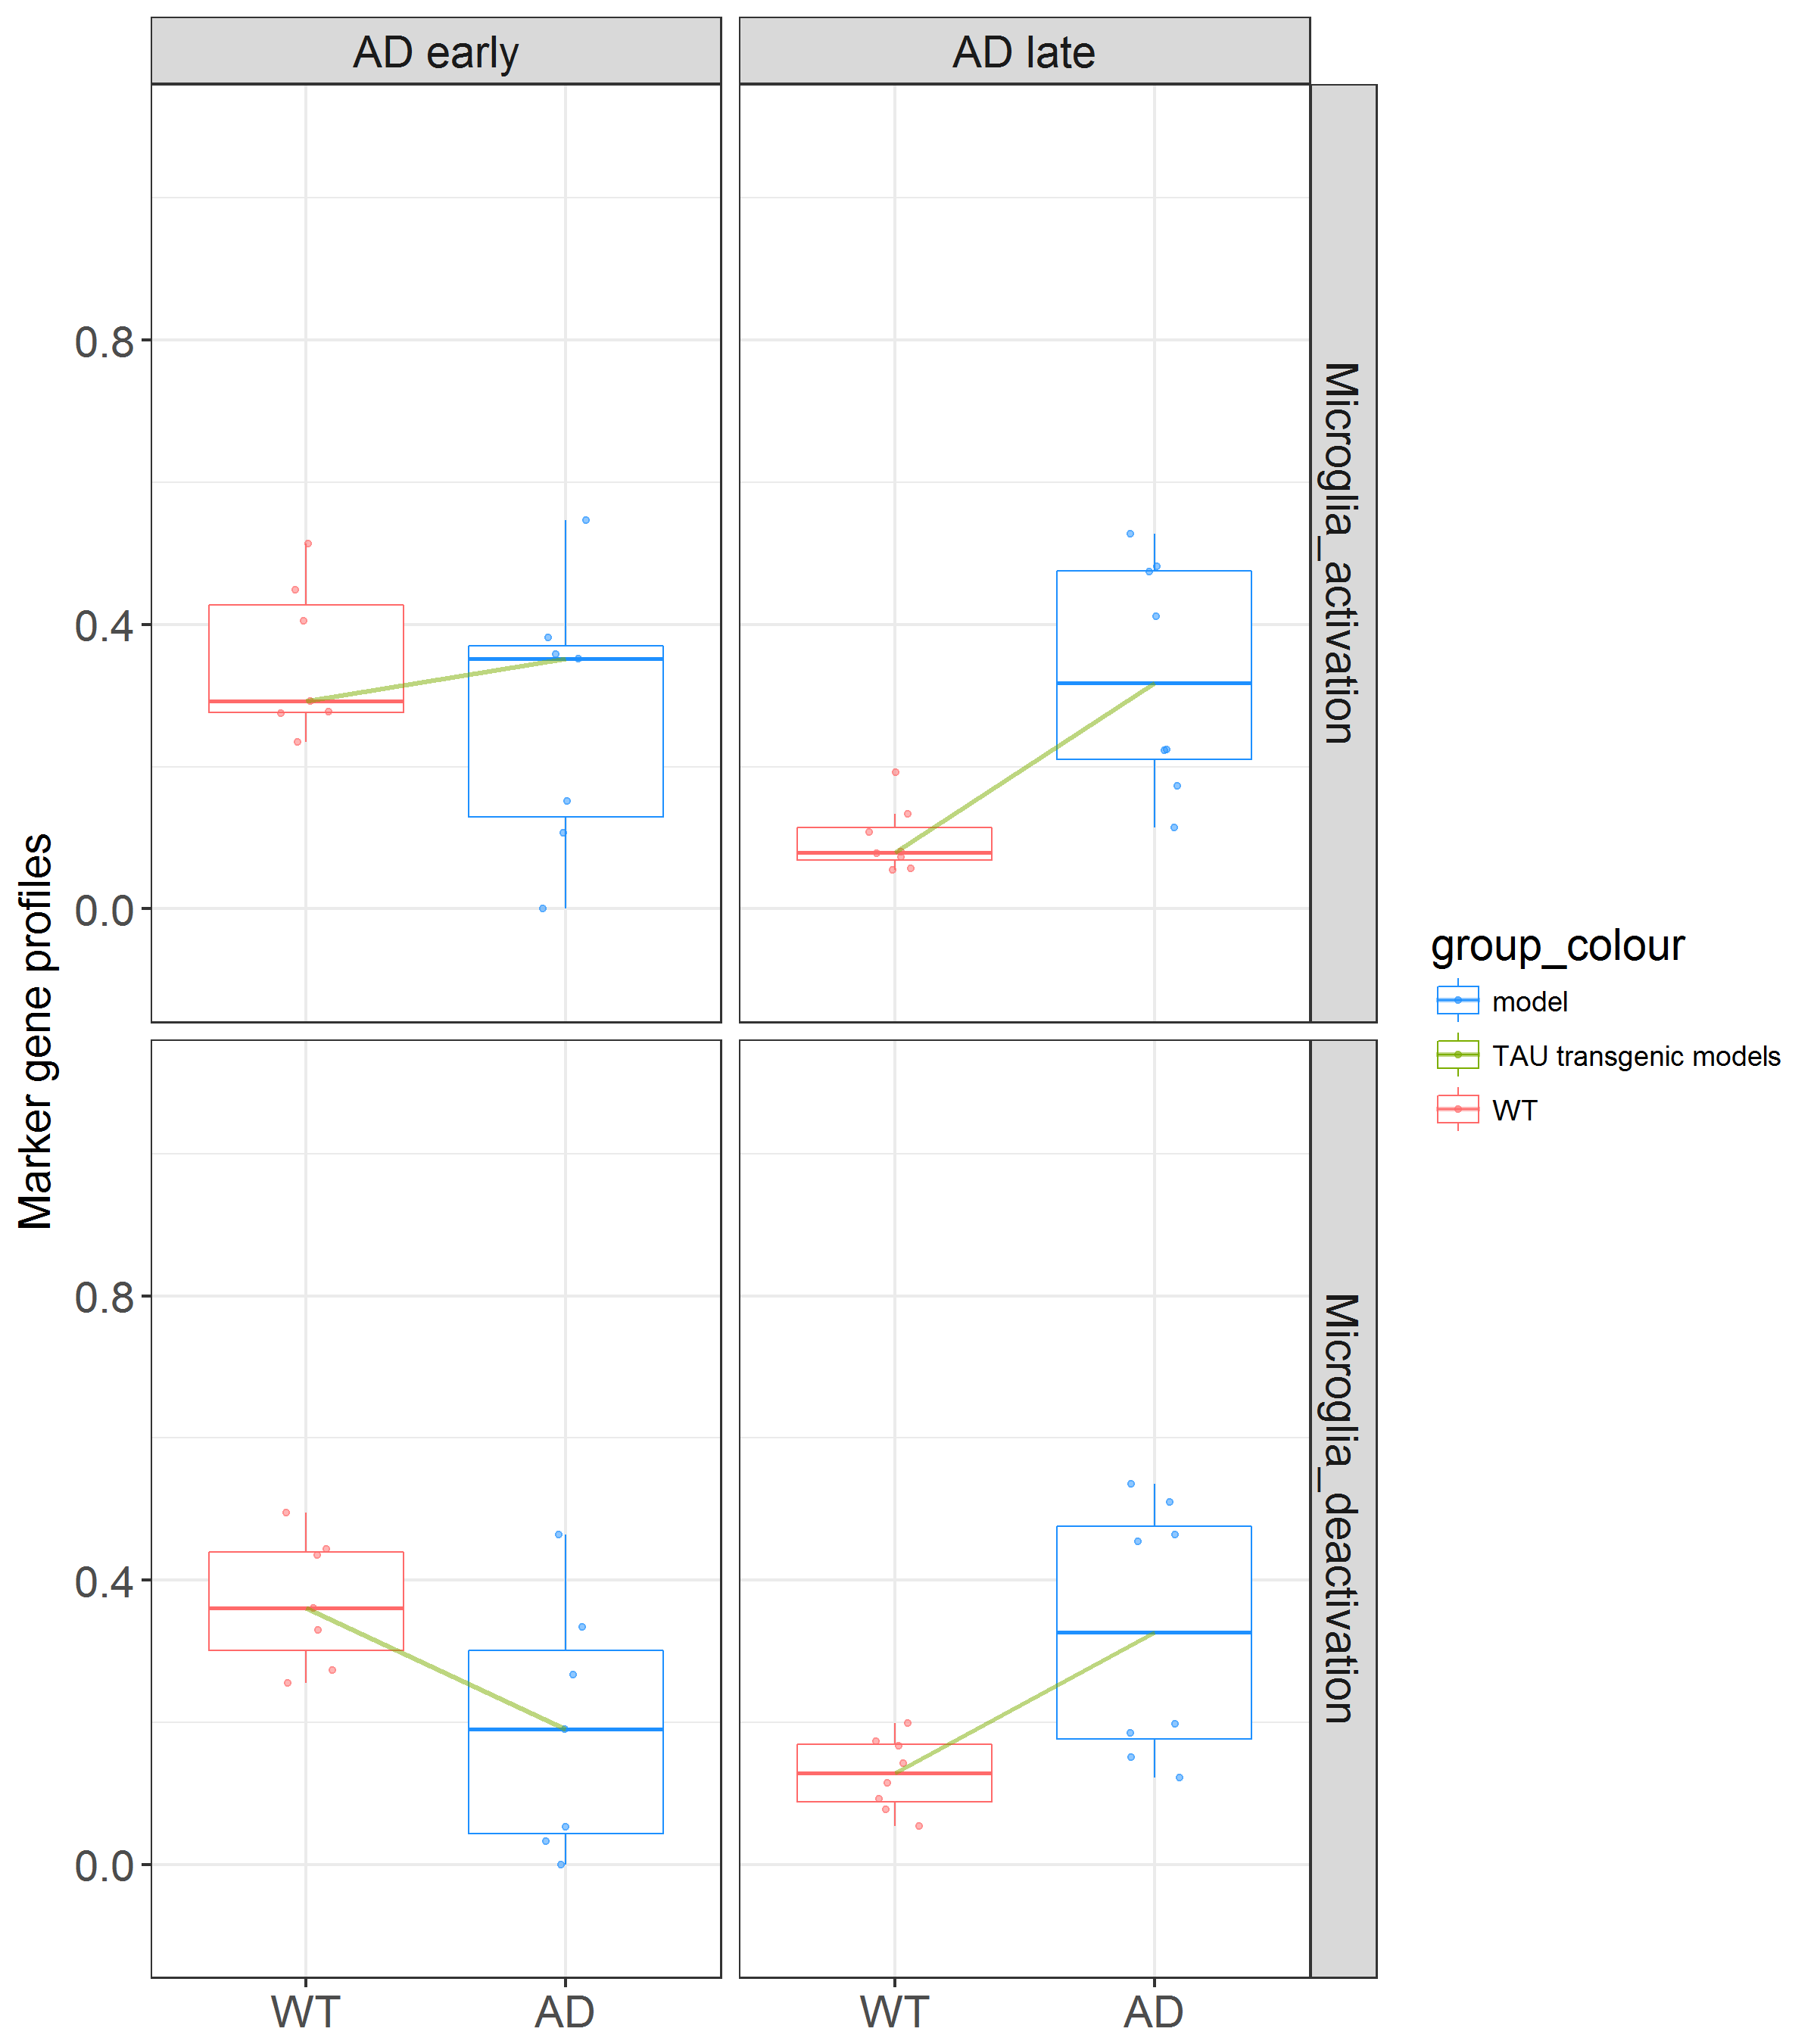 AD early
AD late
Microglia_activation
0.8
0.4
0.0
Marker gene profiles
Microglia_deactivation
0.8
0.4
0.0
WT
AD
WT
AD
group_colour
model
TAU transgenic models
WT